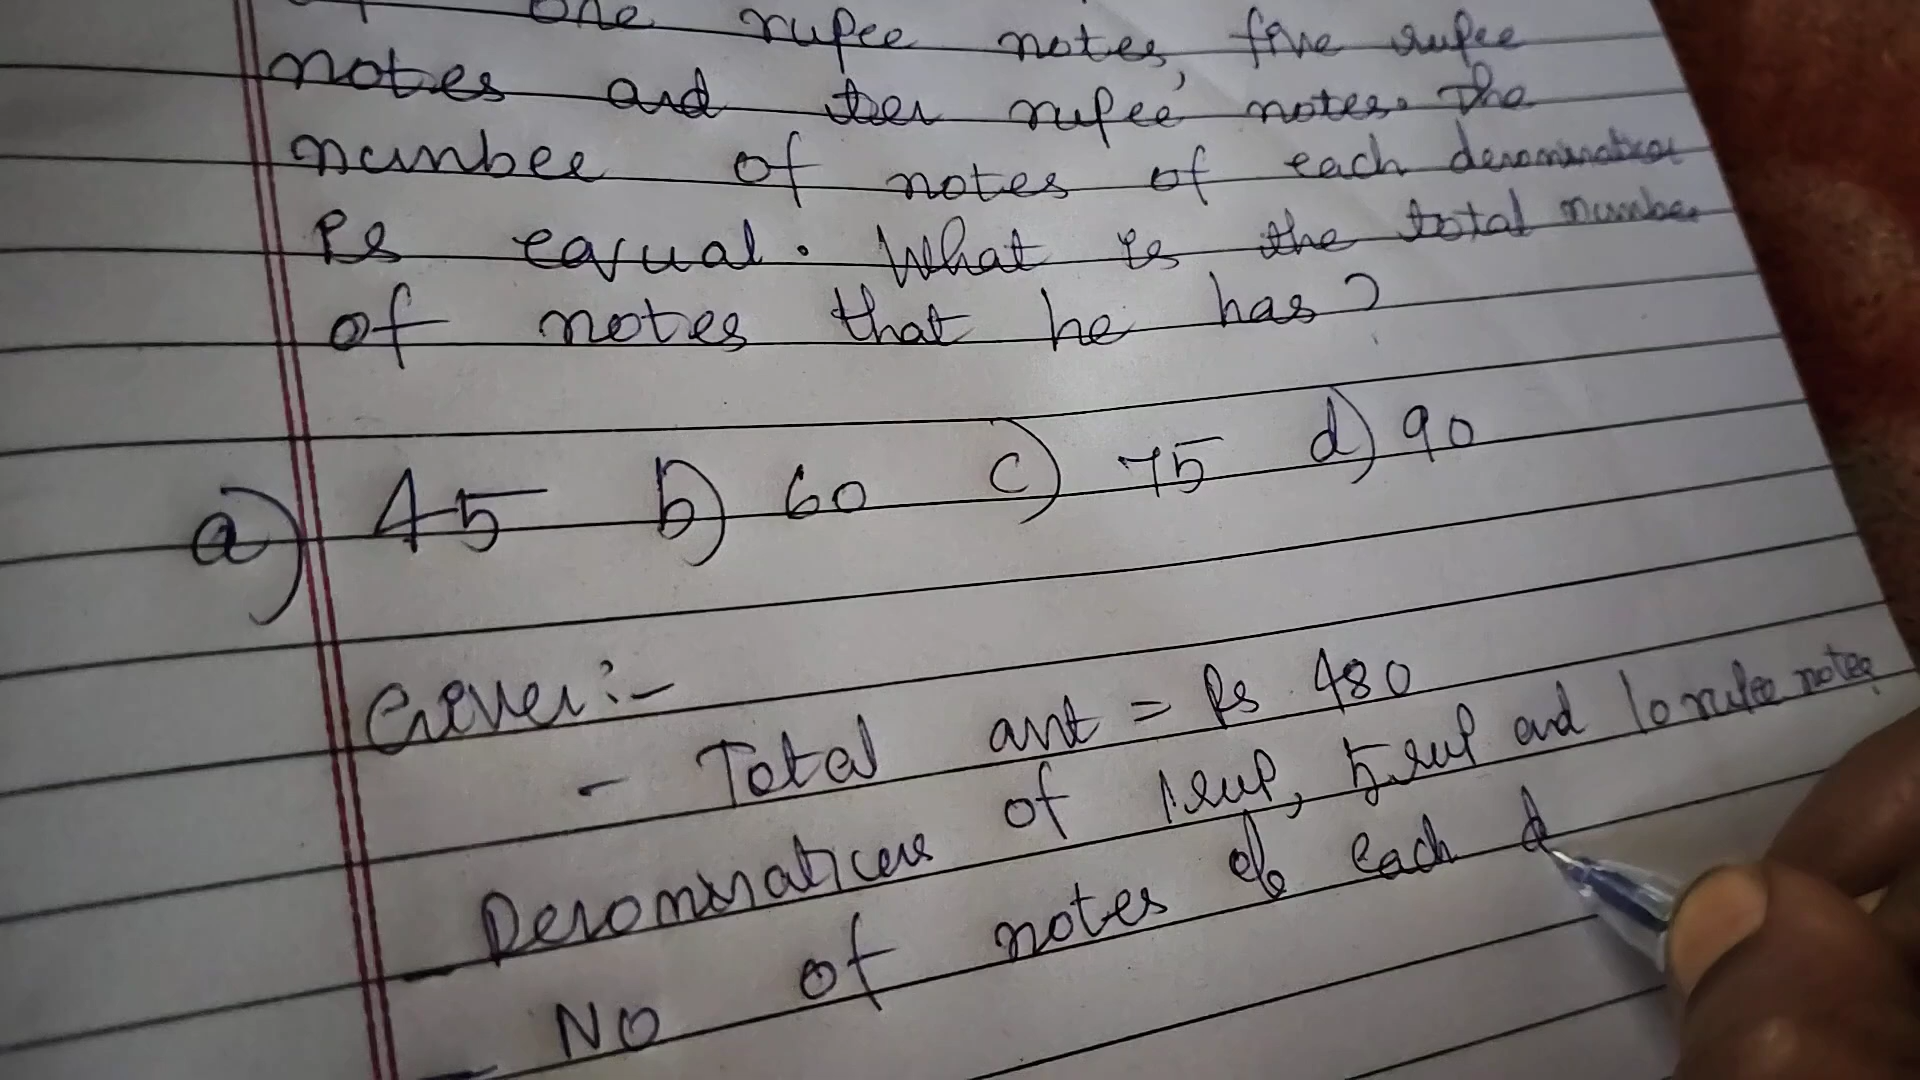 one rupee notes, five rupee
notes and ten rupee notes. The
number of notes of each denomination
is equal. What is the total number
of notes that he has?
a) 45 b) 60 c) 75 d) 90
Given :-
- Total amt = Rs 480
- Denominations of 1 rup, 5 rup and 10 rupee notes
- NO of notes of each d